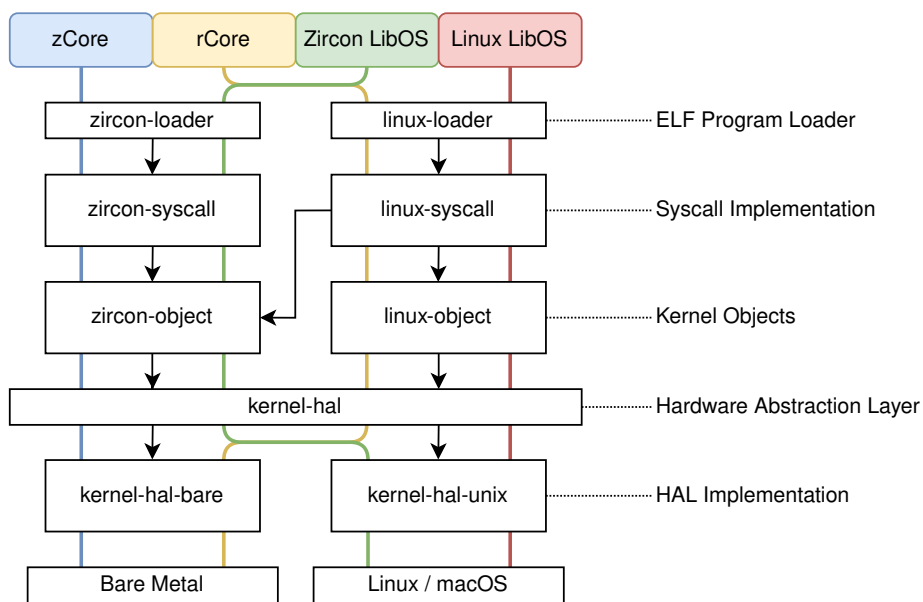 zCore
rCore
Zircon LibOS
Linux LibOS
zircon-loader
linux-loader
ELF Program Loader
zircon-syscall
linux-syscall
Syscall Implementation
zircon-object
linux-object
Kernel Objects
kernel-hal
Hardware Abstraction Layer
kernel-hal-bare
kernel-hal-unix
HAL Implementation
Bare Metal
Linux / macOS